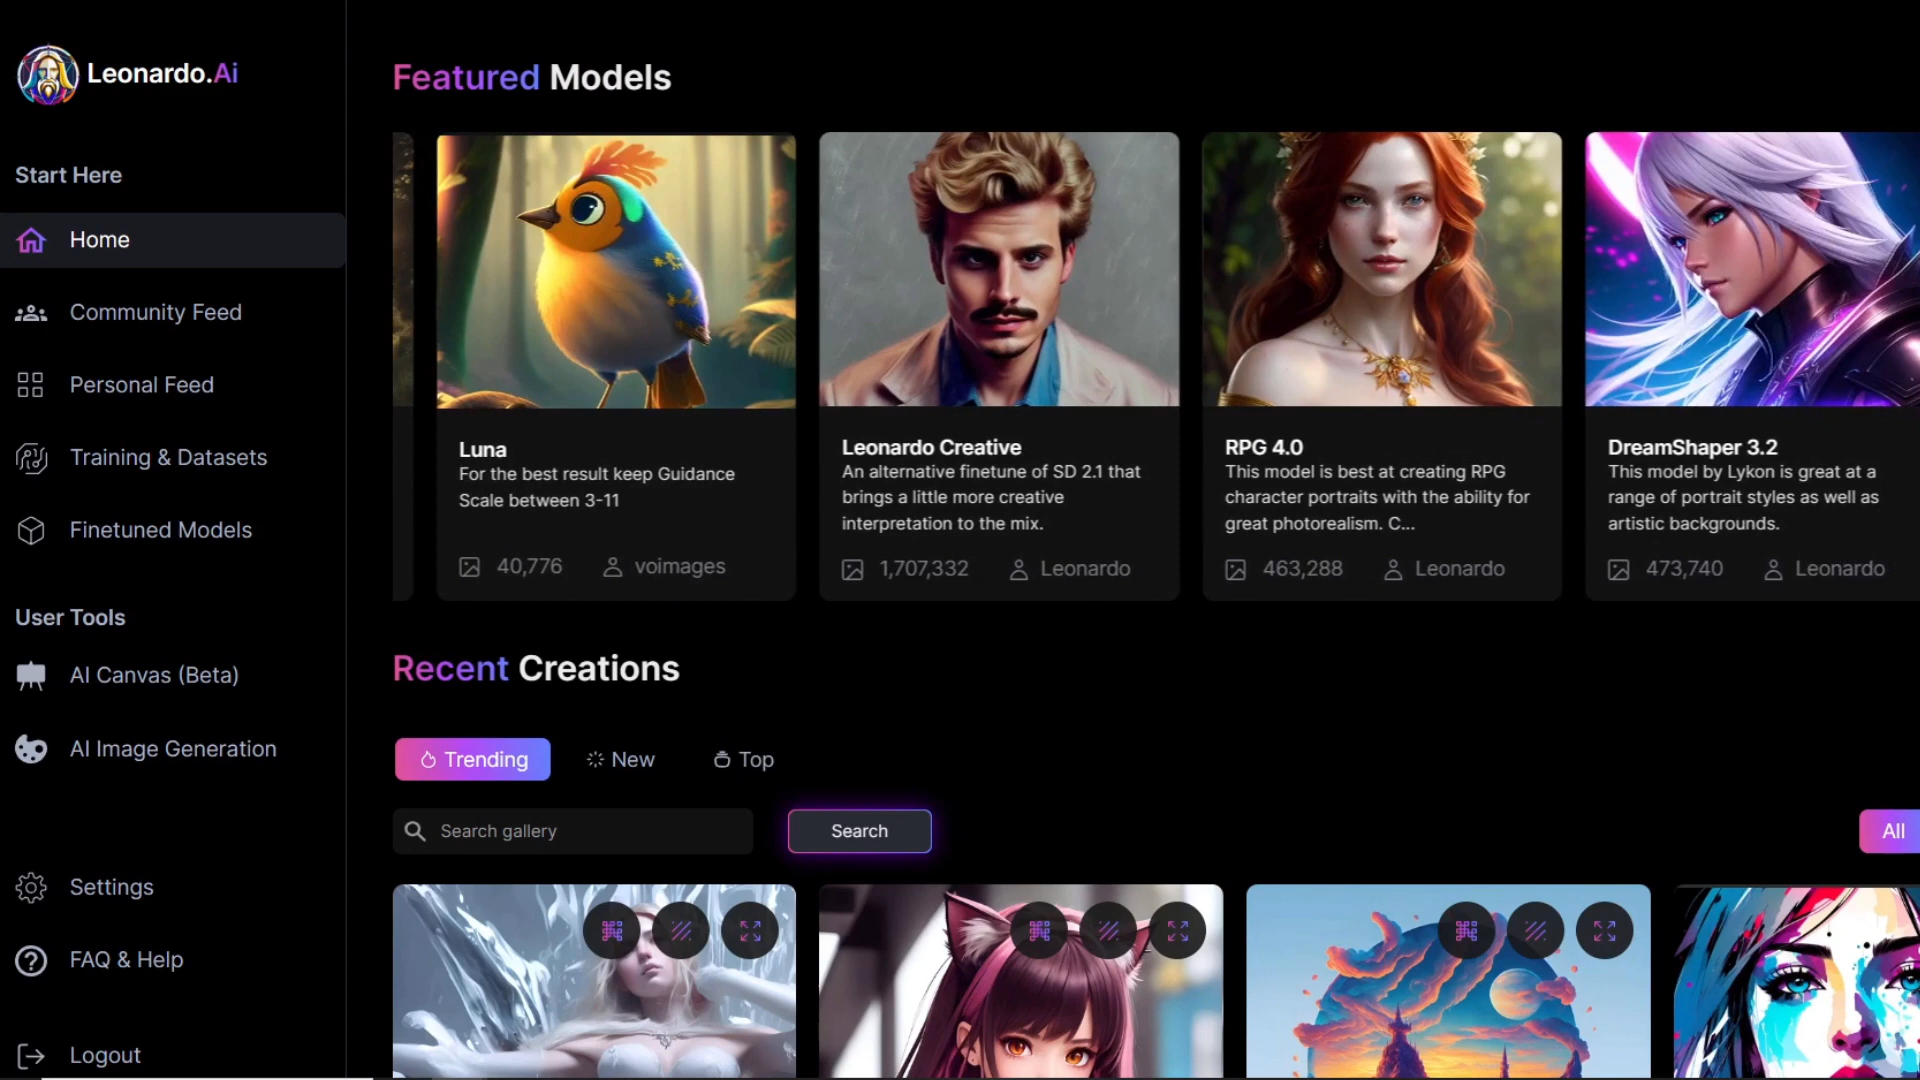 Leonardo.Ai
Start Here
Home
Community Feed
Personal Feed
Training & Datasets
Finetuned Models
User Tools
AI Canvas (Beta)
AI Image Generation
Settings
FAQ & Help
Logout
Featured Models
Luna
For the best result keep Guidance
Scale between 3-11
40,776 voimages
Leonardo Creative
An alternative finetune of SD 2.1 that
brings a little more creative
interpretation to the mix.
1,707,332 Leonardo
RPG 4.0
This model is best at creating RPG
character portraits with the ability for
great photorealism. C...
463,288 Leonardo
DreamShaper 3.2
This model by Lykon is great at a
range of portrait styles as well as
artistic backgrounds.
473,740 Leonardo
Recent Creations
Trending New Top
Search gallery Search All